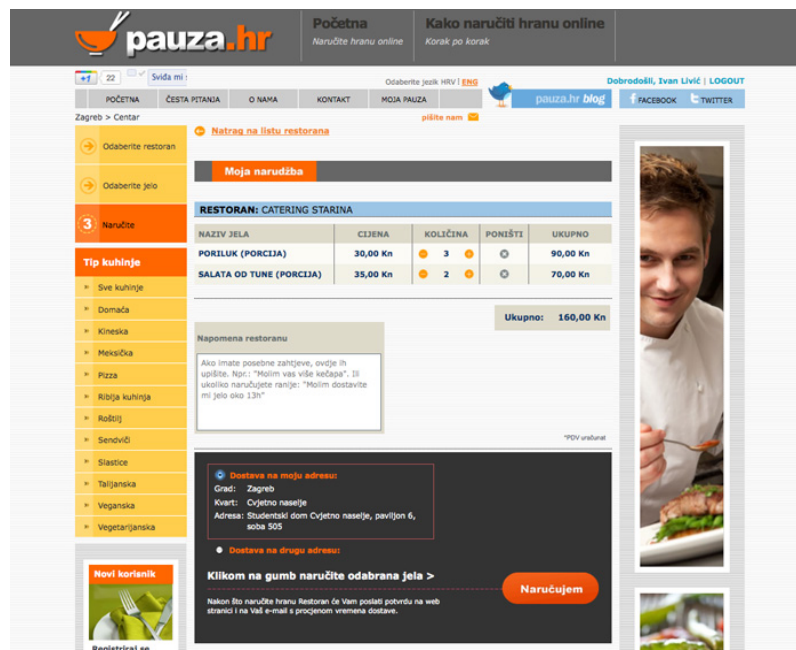 pauza.hr
Početna
Naručite hranu online
Kako naručiti hranu online
Korak po korak
+1
22
Sviđa mi
Odaberite jezik HRV | ENG
Dobrodošli, Ivan Livić | LOGOUT
POČETNA
ČESTA PITANJA
O NAMA
KONTAKT
MOJA PAUZA
pauza.hr blog
FACEBOOK
TWITTER
Zagreb > Centar
pišite nam
Odaberite restoran
Odaberite jelo
3 Naručite
Tip kuhinje
Sve kuhinje
Domaća
Kineska
Meksička
Pizza
Riblja kuhinja
Roštilj
Sendviči
Slastice
Talijanska
Veganska
Vegetarijanska
Novi korisnik
Registriraj se
Natrag na listu restorana
Moja narudžba
RESTORAN: CATERING STARINA
NAZIV JELA CIJENA KOLIČINA PONIŠTI UKUPNO
PORILUK (PORCIJA) 30,00 Kn 3 90,00 Kn
SALATA OD TUNE (PORCIJA) 35,00 Kn 2 70,00 Kn
Ukupno: 160,00 Kn
Napomena restoranu
Ako imate posebne zahtjeve, ovdje ih
upišite. Npr.: "Molim vas više kečapa". Ili
ukoliko naručujete ranije: "Molim dostavite
mi jelo oko 13h"
*PDV uračunat
Dostava na moju adresu:
Grad: Zagreb
Kvart: Cvjetno naselje
Adresa: Studentski dom Cvjetno naselje, paviljon 6,
soba 505
Dostava na drugu adresu:
Klikom na gumb naručite odabrana jela >
Naručujem
Nakon što naručite hranu Restoran će Vam poslati potvrdu na web
stranici i na Vaš e-mail s procjenom vremena dostave.